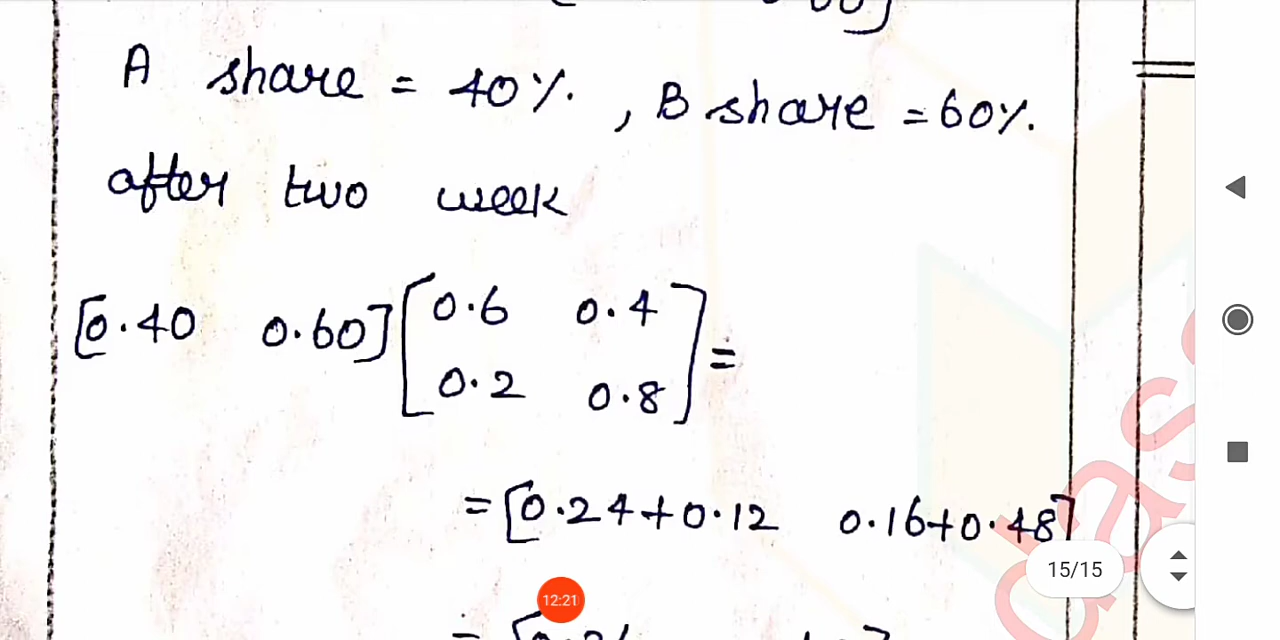 A share = 40%. , B share = 60%.
after two week
[0.40 0.60] [0.6 0.4
0.2 0.8] =
= [0.24+0.12 0.16+0.48]
15/15
12:21